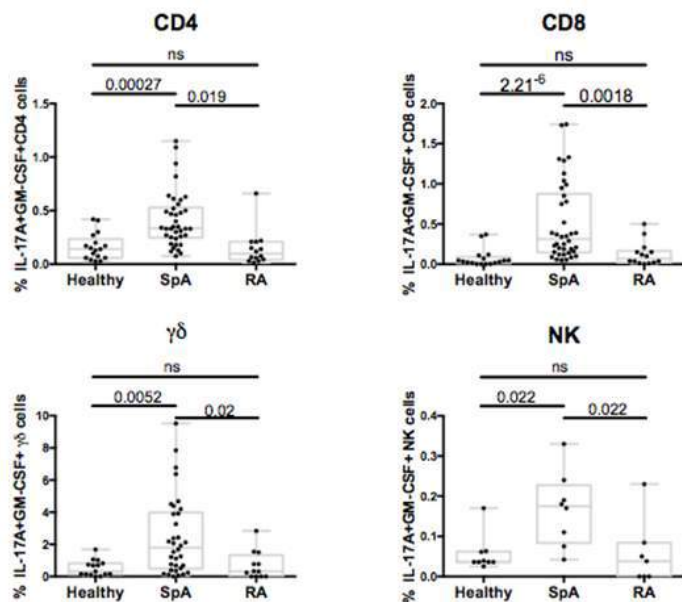 CD4
ns
0.00027
0.019
% IL-17A+GM-CSF+CD4 cells
1.5
1.0
0.5
0.0
Healthy
SpA
RA
CD8
ns
2.21⁻⁶
0.0018
% IL-17A+GM-CSF+ CD8 cells
2.0
1.5
1.0
0.5
0.0
Healthy
SpA
RA
γδ
ns
0.0052
0.02
% IL-17A+GM-CSF+ γδ cells
10
8
6
4
2
0
Healthy
SpA
RA
NK
ns
0.022
0.022
% IL-17A+GM-CSF+ NK cells
0.4
0.3
0.2
0.1
0.0
Healthy
SpA
RA